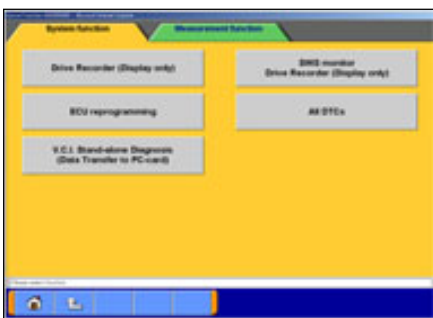 System function
Measurement function
Drive Recorder (Display only)
SWS monitor
Drive Recorder (Display only)
ECU reprogramming
All DTCs
V.C.I. Stand-alone Diagnosis
(Data Transfer to PC-card)